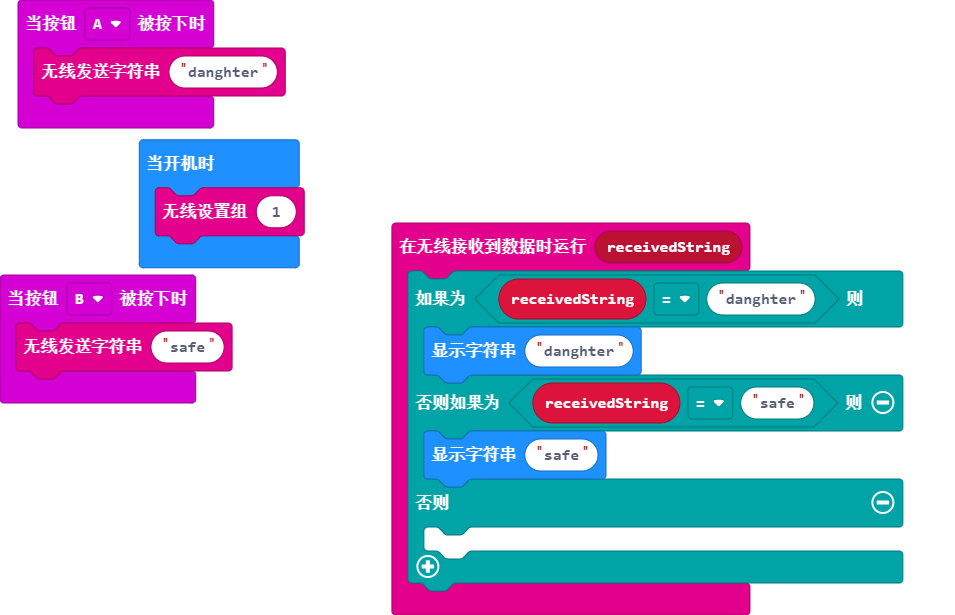 当按钮 A 被按下时
无线发送字符串 "danghter"
当开机时
无线设置组 1
当按钮 B 被按下时
无线发送字符串 "safe"
在无线接收到数据时运行 receivedString
如果为 receivedString = "danghter" 则
显示字符串 "danghter"
否则如果为 receivedString = "safe" 则
显示字符串 "safe"
否则